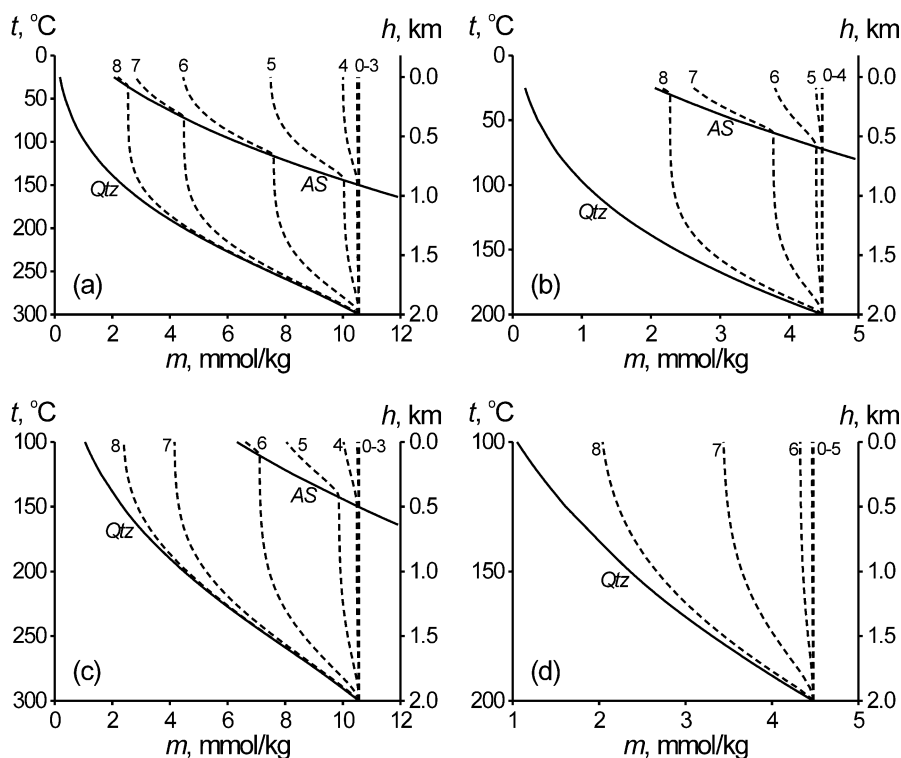 t, °C h, km t, °C h, km
0 8 7 6 5 4 0-3 0.0
50
100 0.5
AS
150 1.0
Qtz
200 1.5
250
(a)
300 2.0
0 2 4 6 8 10 12
m, mmol/kg
0 8 7 6 5 0-4 0.0
50 AS 0.5
100 1.0
Qtz
150 1.5
(b)
200 2.0
0 1 2 3 4 5
m, mmol/kg
t, °C h, km t, °C h, km
100 8 7 6 5 4 0-3 0.0
150 AS 0.5
Qtz
200 1.0
250 1.5
(c)
300 2.0
0 2 4 6 8 10 12
m, mmol/kg
100 8 7 6 0-5 0.0
0.5
150 Qtz 1.0
1.5
(d)
200 2.0
1 2 3 4 5
m, mmol/kg